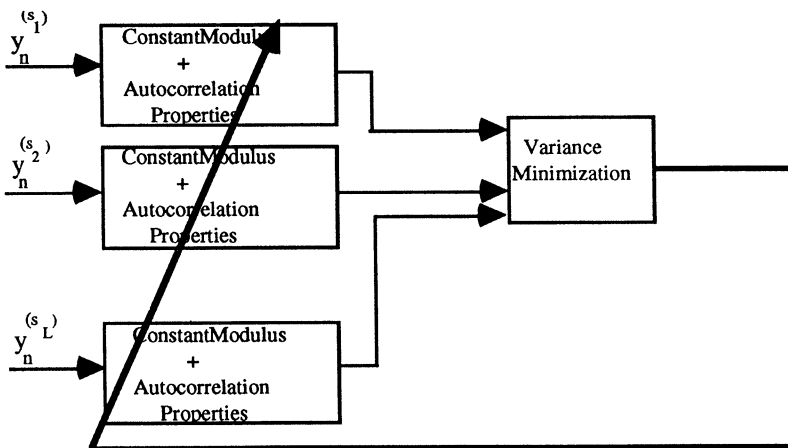 y_n^(s_1)
ConstantModulus
+
Autocorrelation
Properties
y_n^(s_2)
ConstantModulus
+
Autocorrelation
Properties
Variance
Minimization
y_n^(s_L)
ConstantModulus
+
Autocorrelation
Properties